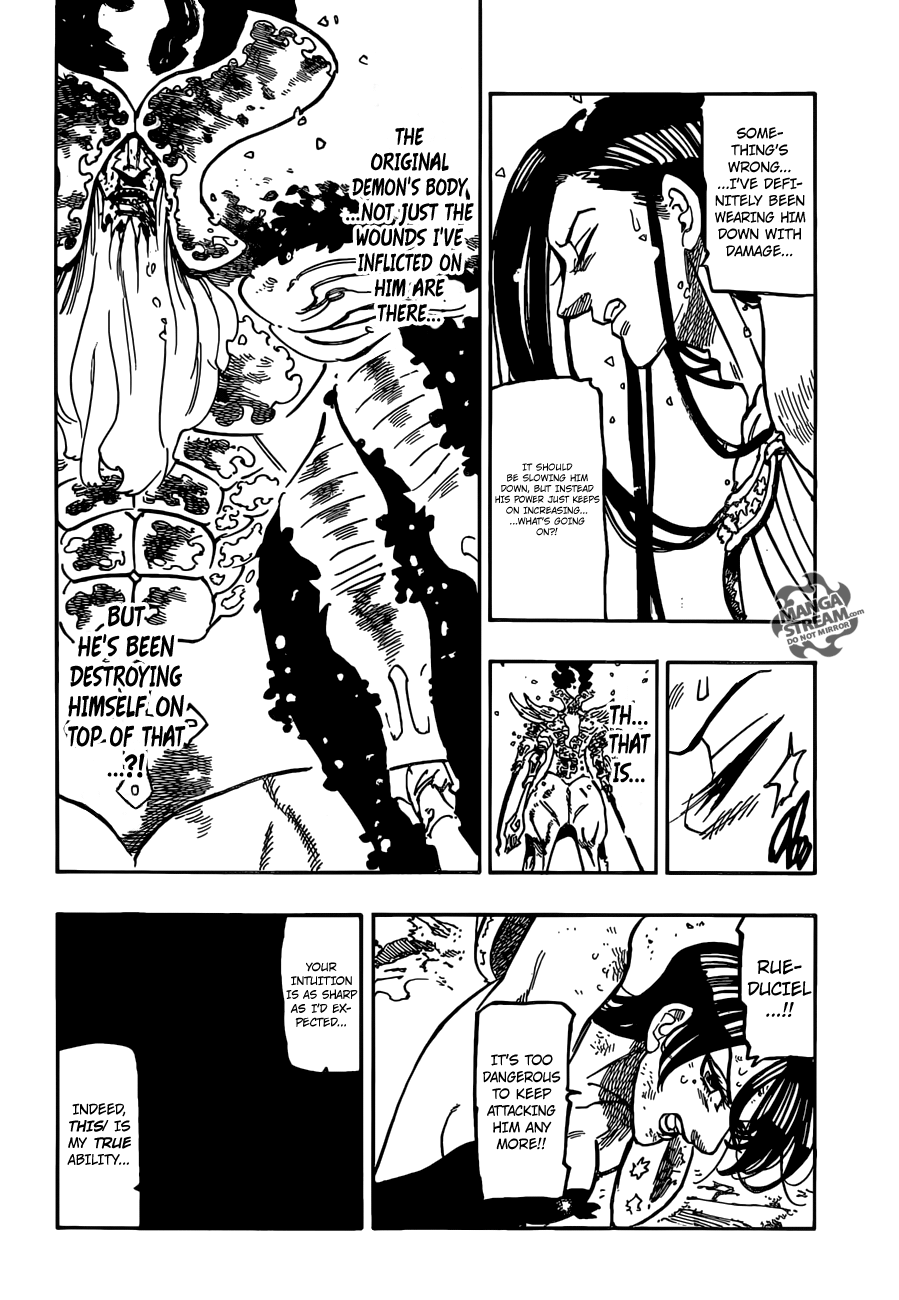 SOME-
THING'S
WRONG...
...I'VE DEFI-
NITELY BEEN
WEARING HIM
DOWN WITH
DAMAGE...
IT SHOULD
BE SLOWING HIM
DOWN, BUT INSTEAD
HIS POWER JUST KEEPS
ON INCREASING...
...WHAT'S GOING
ON?!
THE
ORIGINAL
DEMON'S BODY
...NOT JUST THE
WOUNDS I'VE
INFLICTED ON
HIM ARE
THERE...
BUT
HE'S BEEN
DESTROYING
HIMSELF ON
TOP OF THAT
...?!
MANGA
STREAM.com
DO NOT MIRROR
TH...
THAT
IS...
RUE-
DUCIEL
...!!
IT'S TOO
DANGEROUS
TO KEEP
ATTACKING
HIM ANY
MORE!!
YOUR
INTUITION
IS AS SHARP
AS I'D EX-
PECTED...
INDEED,
THIS IS
MY TRUE
ABILITY...